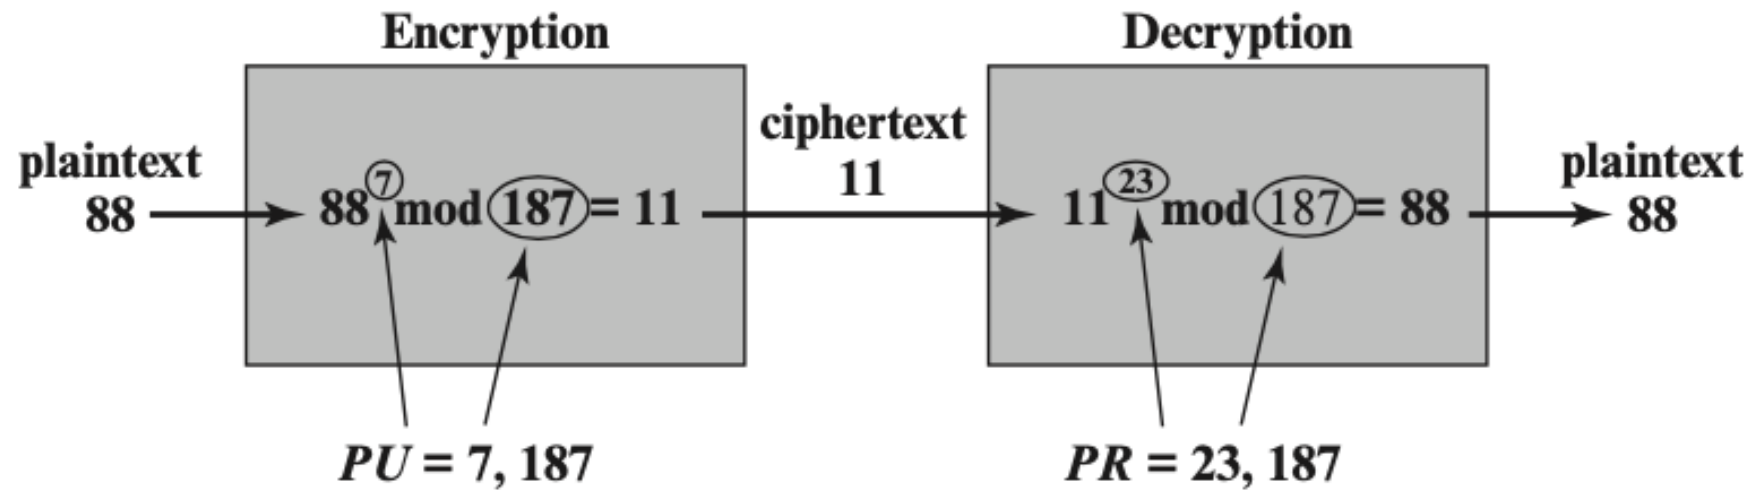 Encryption
Decryption
plaintext
88
88^7 mod 187 = 11
ciphertext
11
11^23 mod 187 = 88
plaintext
88
PU = 7, 187
PR = 23, 187